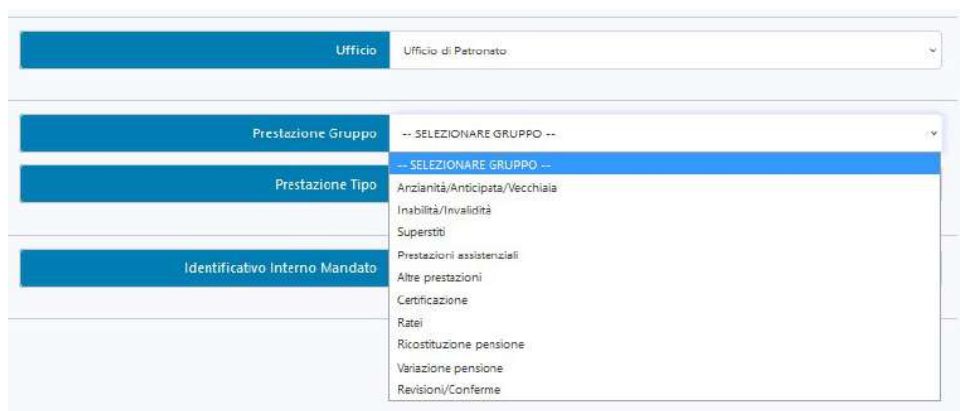 Ufficio Ufficio di Patronato
Prestazione Gruppo -- SELEZIONARE GRUPPO --
-- SELEZIONARE GRUPPO --
Prestazione Tipo Anzianità/Anticipata/Vecchiaia
Inabilità/Invalidità
Superstiti
Prestazioni assistenziali
Identificativo Interno Mandato
Altre prestazioni
Certificazione
Ratei
Ricostituzione pensione
Variazione pensione
Revisioni/Conferme